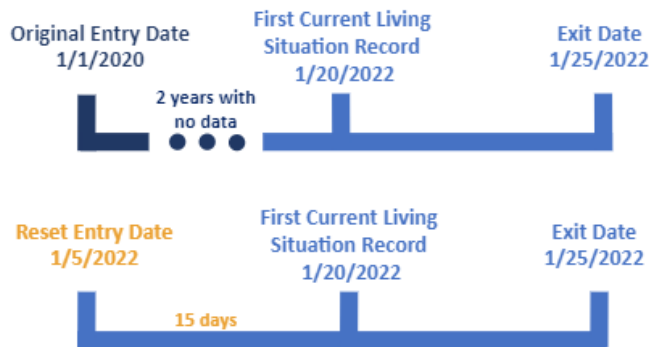 Original Entry Date
1/1/2020
First Current Living
Situation Record
1/20/2022
Exit Date
1/25/2022
2 years with
no data
Reset Entry Date
1/5/2022
First Current Living
Situation Record
1/20/2022
Exit Date
1/25/2022
15 days